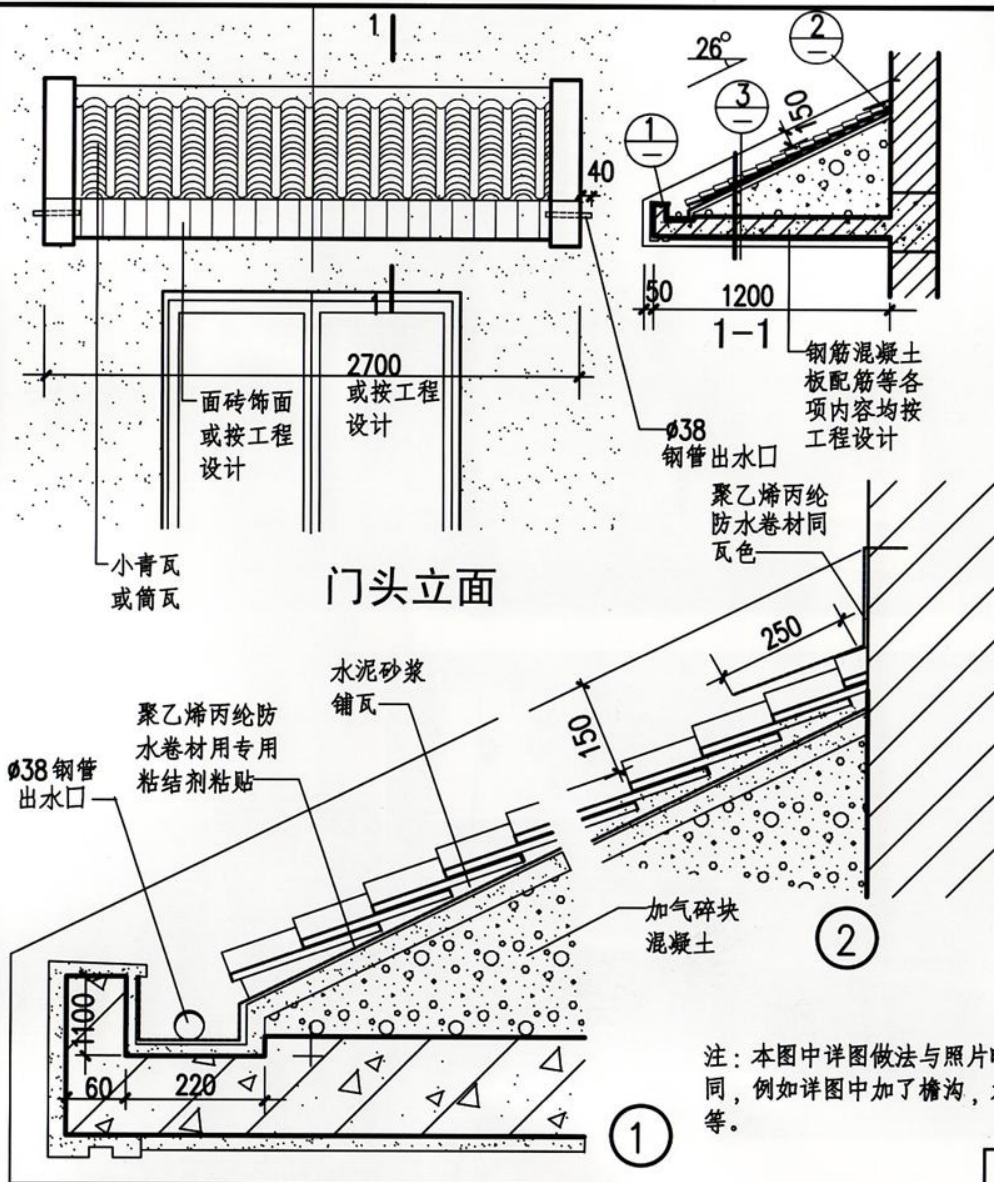 1
26°
2
3
150
1
40
50
1200
1-1
1
2700
或按工程
设计
面砖饰面
或按工程
设计
钢筋混凝土
板配筋等各
项内容均按
工程设计
ø38
钢管出水口
小青瓦
或筒瓦
门头立面
聚乙烯丙纶
防水卷材同
瓦色
250
150
水泥砂浆
铺瓦
聚乙烯丙纶防
水卷材用专用
粘结剂粘贴
ø38钢管
出水口
加气碎块
混凝土
2
1100
60
220
1
注：本图中详图做法与照片
同，例如详图中加了檐沟，
等。